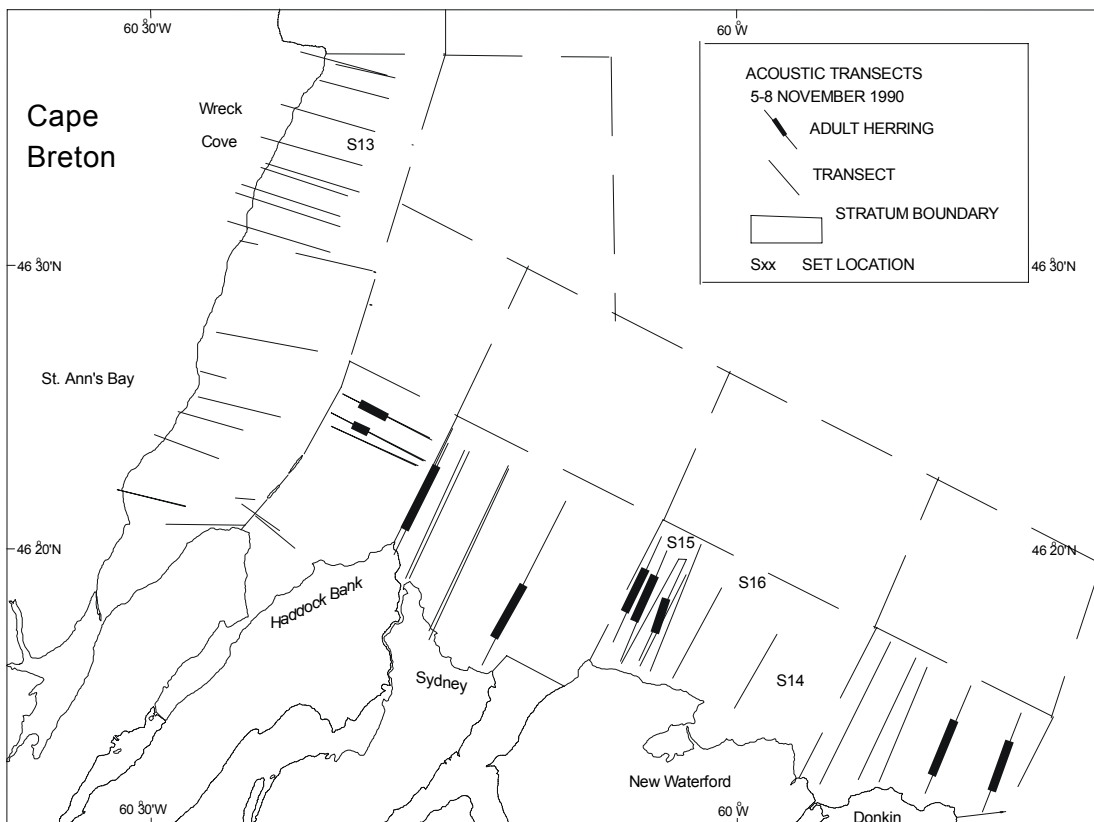 60 30'W
60 W
Cape
Breton
Wreck
Cove
S13
ACOUSTIC TRANSECTS
5-8 NOVEMBER 1990
ADULT HERRING
TRANSECT
STRATUM BOUNDARY
Sxx SET LOCATION
46 30'N
46 30'N
St. Ann's Bay
46 20'N
46 20'N
S15
S16
Haddock Bank
Sydney
S14
New Waterford
Donkin
60 30'W
60 W